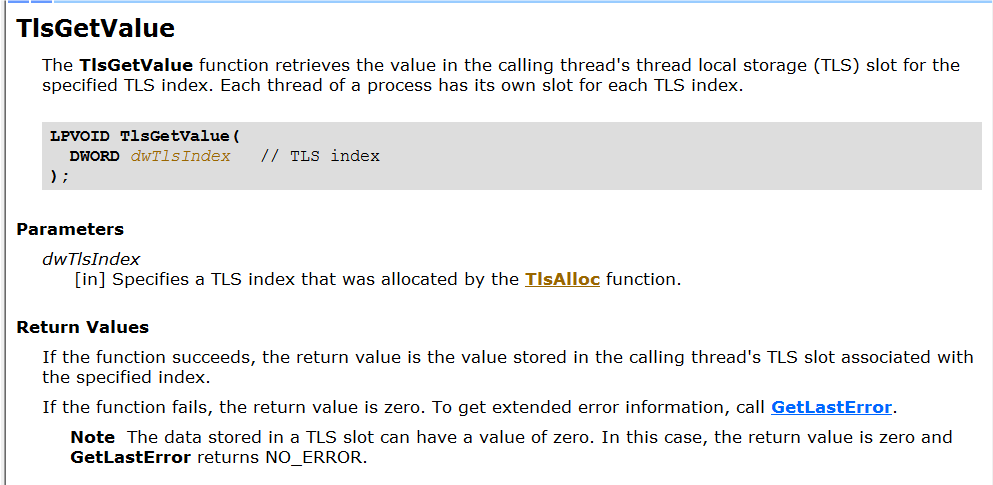 TlsGetValue
The TlsGetValue function retrieves the value in the calling thread's thread local storage (TLS) slot for the
specified TLS index. Each thread of a process has its own slot for each TLS index.
LPVOID TlsGetValue(
DWORD dwTlsIndex // TLS index
);
Parameters
dwTlsIndex
[in] Specifies a TLS index that was allocated by the TlsAlloc function.
Return Values
If the function succeeds, the return value is the value stored in the calling thread's TLS slot associated with
the specified index.
If the function fails, the return value is zero. To get extended error information, call GetLastError.
Note The data stored in a TLS slot can have a value of zero. In this case, the return value is zero and
GetLastError returns NO_ERROR.